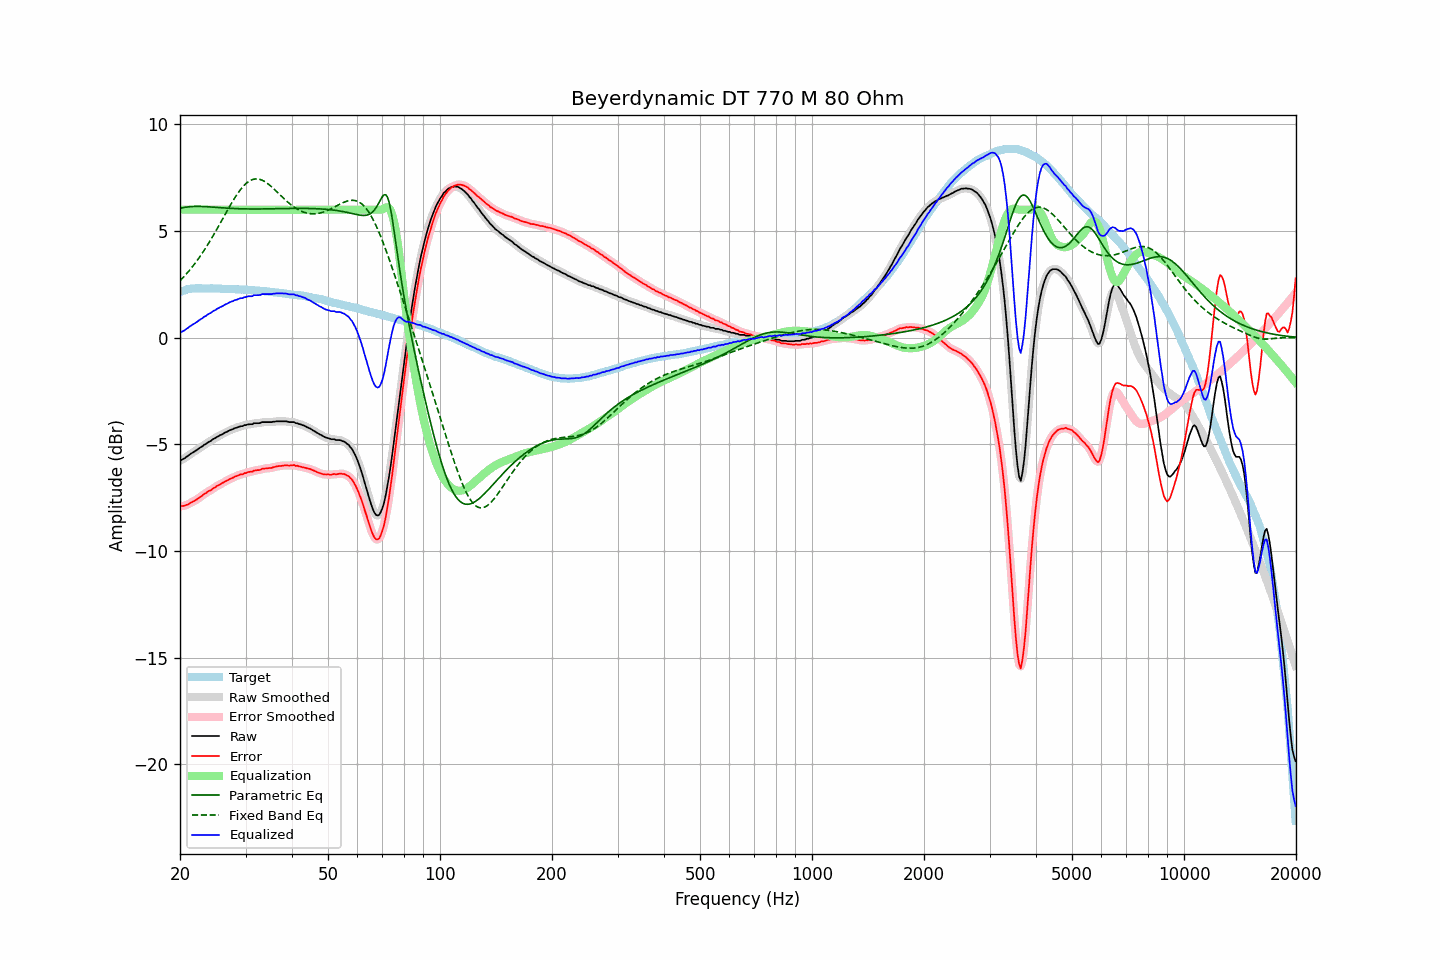 Beyerdynamic DT 770 M 80 Ohm
10
5
0
−5
−10
−15
−20
Amplitude (dBr)
Target
Raw Smoothed
Error Smoothed
Raw
Error
Equalization
Parametric Eq
Fixed Band Eq
Equalized
20 50 100 200 500 1000 2000 5000 10000 20000
Frequency (Hz)